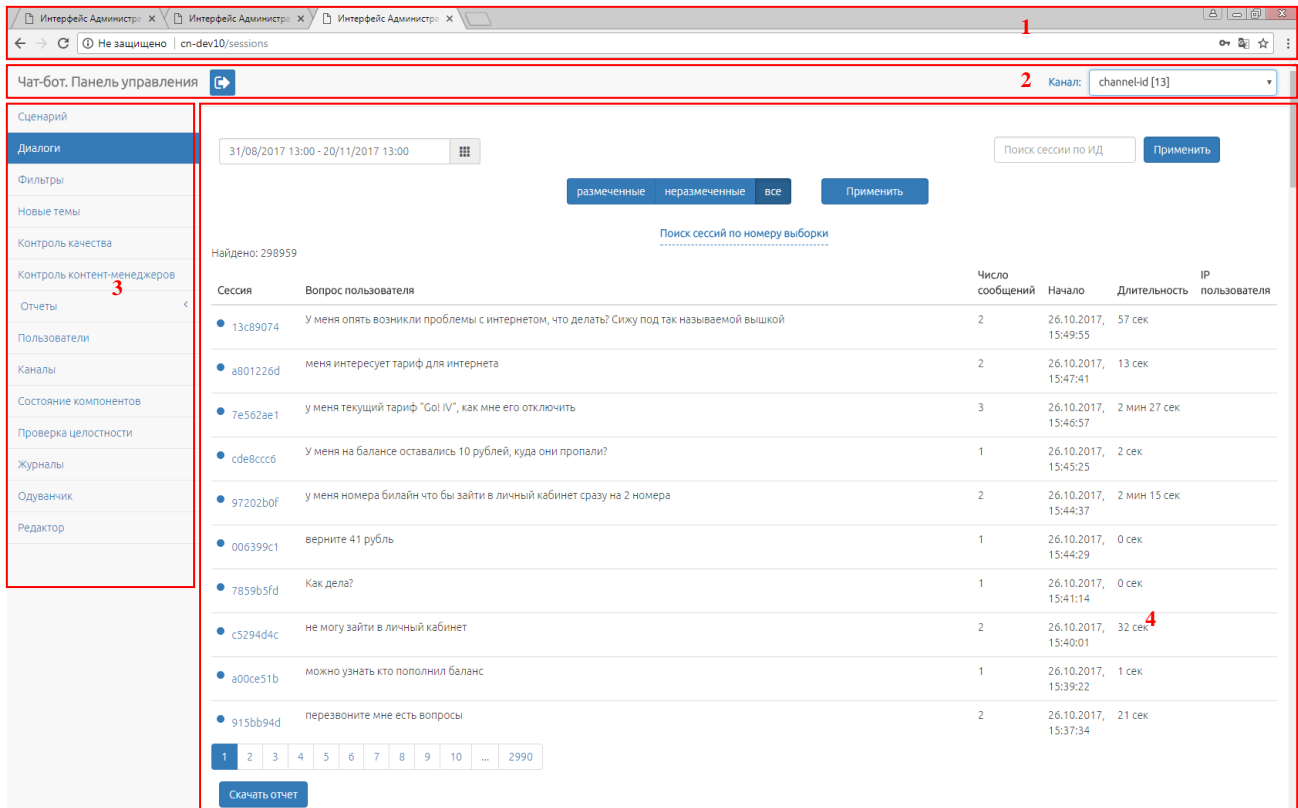 Интерфейс Администра Интерфейс Администра Интерфейс Администра
1
Не защищено cn-dev10/sessions
Чат-бот. Панель управления 2 Канал: channel-id [13]
Сценарий
Диалоги
Фильтры
Новые темы
Контроль качества
Контроль контент-менеджеров
3
Отчеты
Пользователи
Каналы
Состояние компонентов
Проверка целостности
Журналы
Одуванчик
Редактор
31/08/2017 13:00 - 20/11/2017 13:00 Поиск сессии по ИД Применить
размеченные неразмеченные все Применить
Поиск сессий по номеру выборки
Найдено: 298959
Сессия Вопрос пользователя Число сообщений Начало Длительность IP пользователя
13c89074 У меня опять возникли проблемы с интернетом, что делать? Сижу под так называемой вышкой 2 26.10.2017, 57 сек
15:49:55
a801226d меня интересует тариф для интернета 2 26.10.2017, 13 сек
15:47:41
7e562ae1 у меня текущий тариф "Go! IV", как мне его отключить 3 26.10.2017, 2 мин 27 сек
15:46:57
cde8ccc6 У меня на балансе оставались 10 рублей, куда они пропали? 1 26.10.2017, 2 сек
15:45:25
97202b0f у меня номера билайн что бы зайти в личный кабинет сразу на 2 номера 2 26.10.2017, 2 мин 15 сек
15:44:37
006399c1 верните 41 рубль 1 26.10.2017, 0 сек
15:44:29
7859b5fd Как дела? 1 26.10.2017, 0 сек
15:41:14
c5294d4c не могу зайти в личный кабинет 2 26.10.2017, 32 сек
15:40:01
4
a00ce51b можно узнать кто пополнил баланс 1 26.10.2017, 1 сек
15:39:22
915bb94d перезвоните мне есть вопросы 2 26.10.2017, 21 сек
15:37:34
1 2 3 4 5 6 7 8 9 10 ... 2990
Скачать отчет